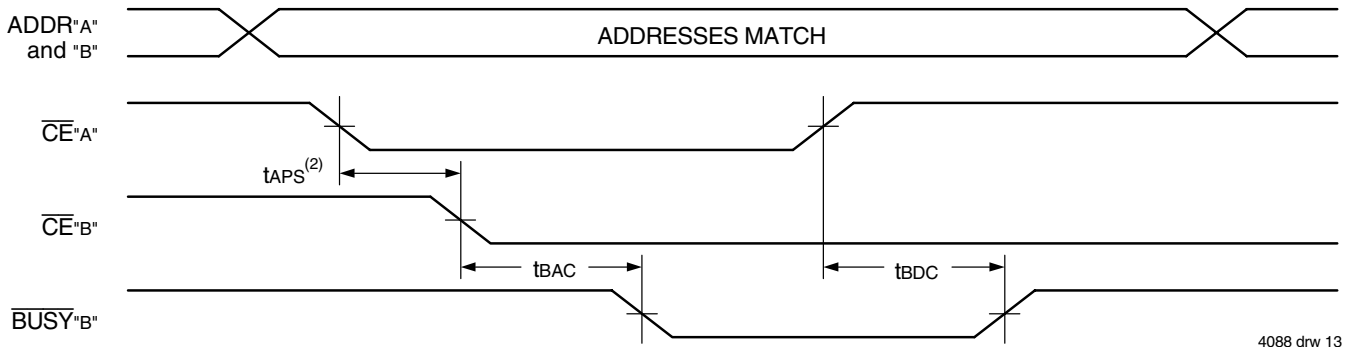 ADDR"A"
and "B"
ADDRESSES MATCH
CE"A"
tAPS(2)
CE"B"
tBAC
tBDC
BUSY"B"
4088 drw 13